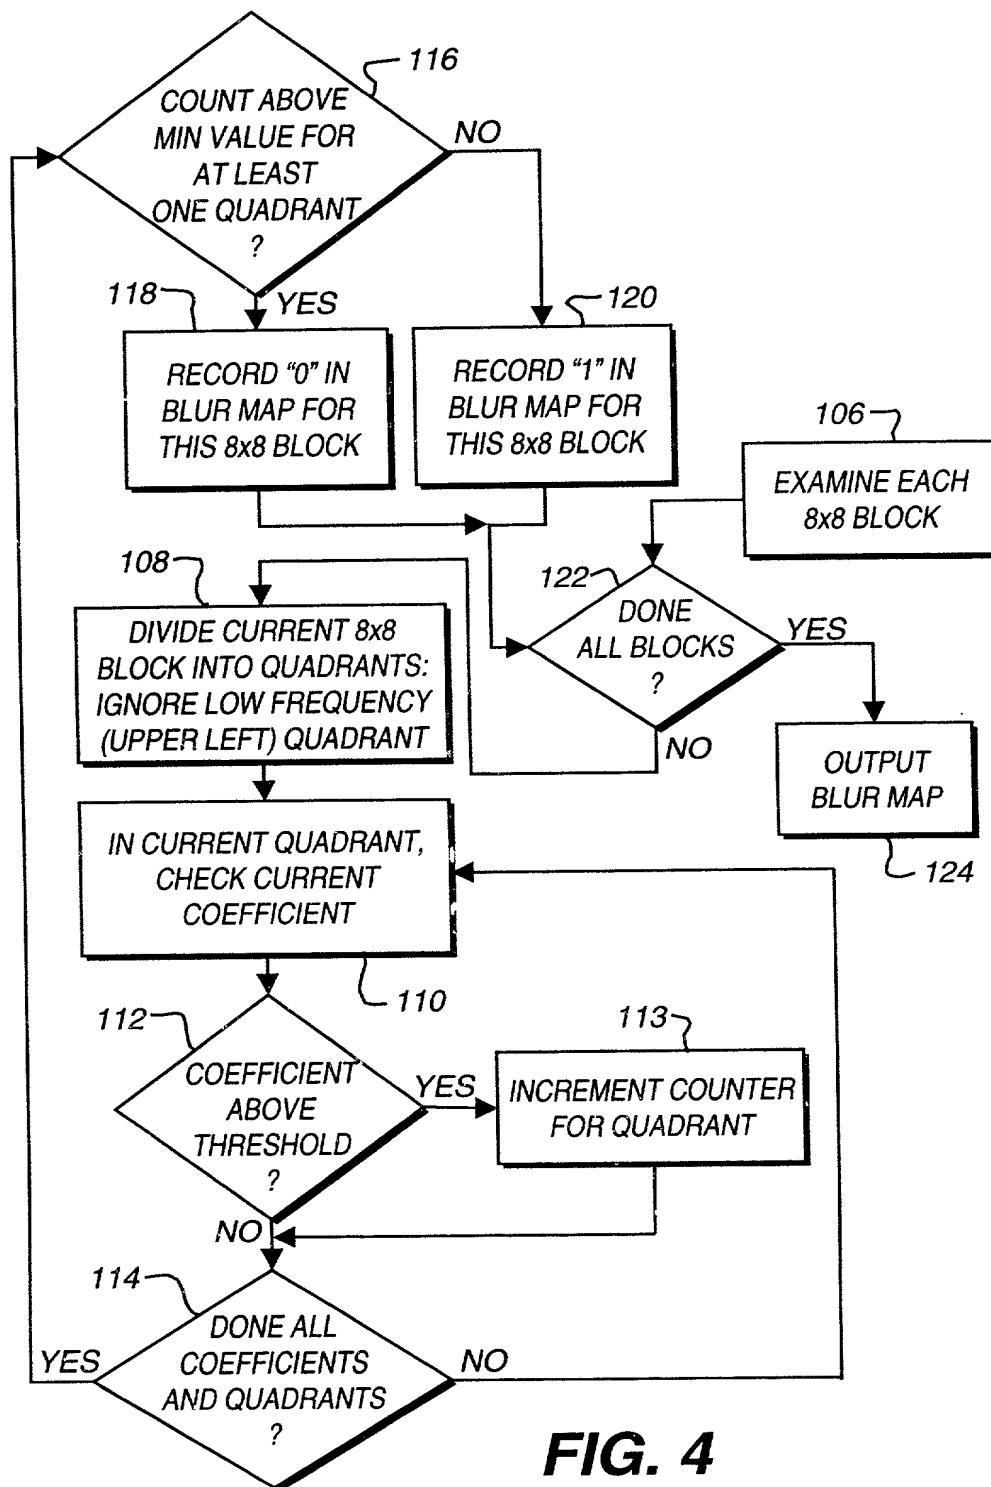 116
COUNT ABOVE
MIN VALUE FOR
AT LEAST
ONE QUADRANT
?
NO
YES
118
RECORD “0” IN
BLUR MAP FOR
THIS 8x8 BLOCK
120
RECORD “1” IN
BLUR MAP FOR
THIS 8x8 BLOCK
106
EXAMINE EACH
8x8 BLOCK
122
DONE
ALL BLOCKS
?
YES
NO
108
DIVIDE CURRENT 8x8
BLOCK INTO QUADRANTS:
IGNORE LOW FREQUENCY
(UPPER LEFT) QUADRANT
OUTPUT
BLUR MAP
124
IN CURRENT QUADRANT,
CHECK CURRENT
COEFFICIENT
110
112
COEFFICIENT
ABOVE
THRESHOLD
?
YES
NO
113
INCREMENT COUNTER
FOR QUADRANT
114
DONE ALL
COEFFICIENTS
AND QUADRANTS
?
YES
NO
FIG. 4